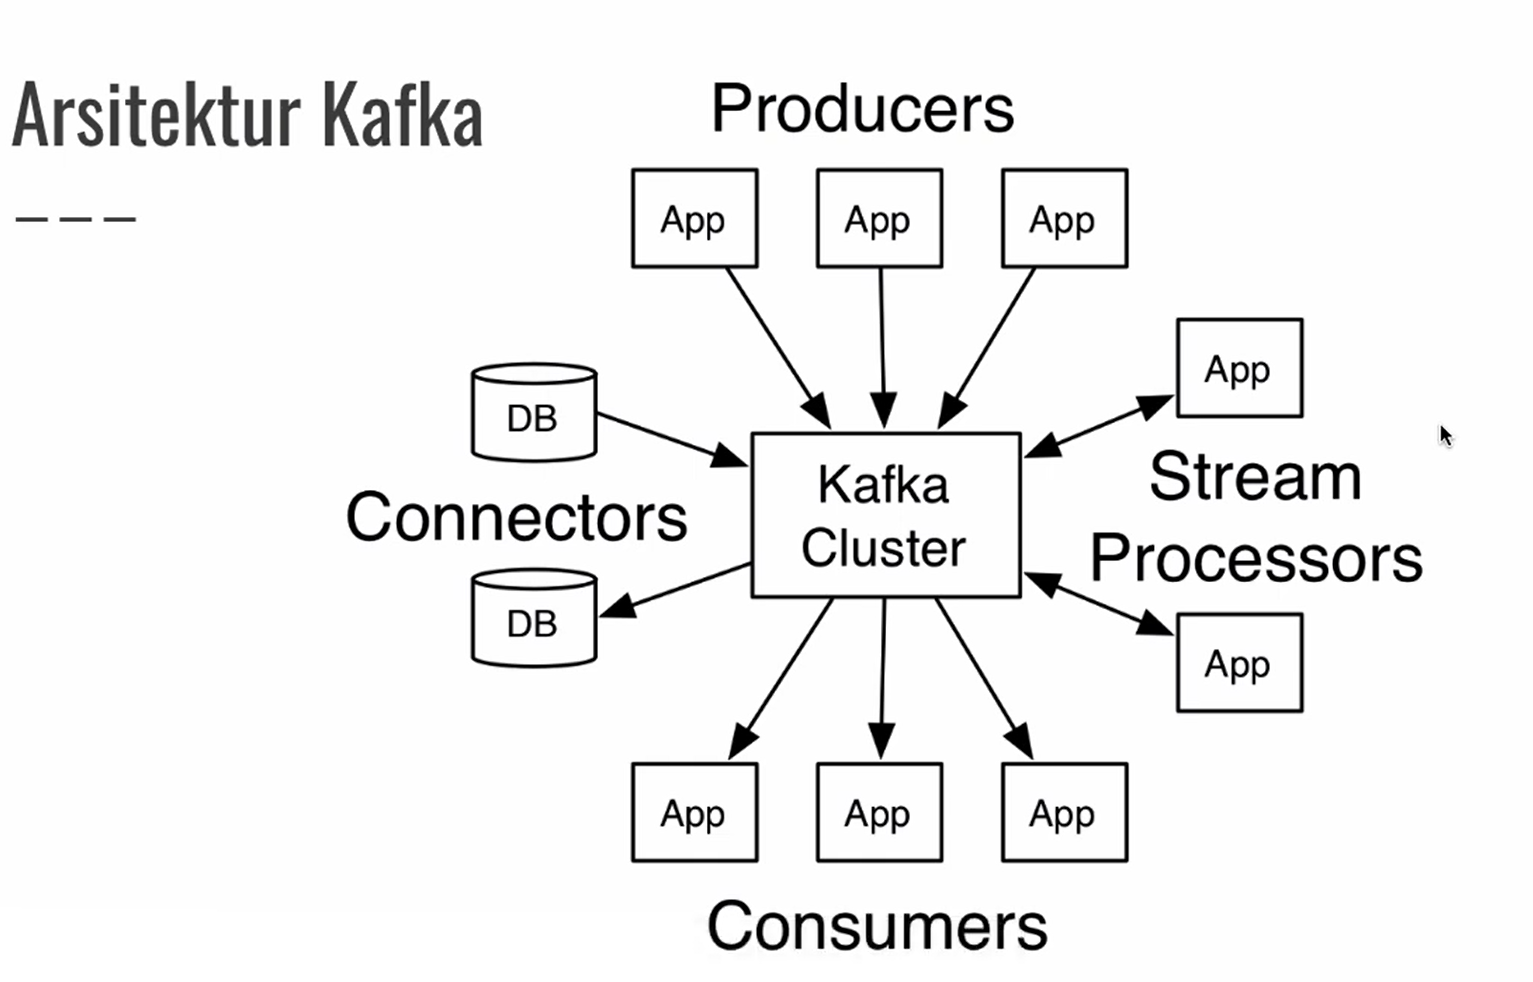 Arsitektur Kafka
Producers
App
App
App
App
DB
Kafka
Cluster
Stream
Processors
Connectors
DB
App
App
App
App
Consumers